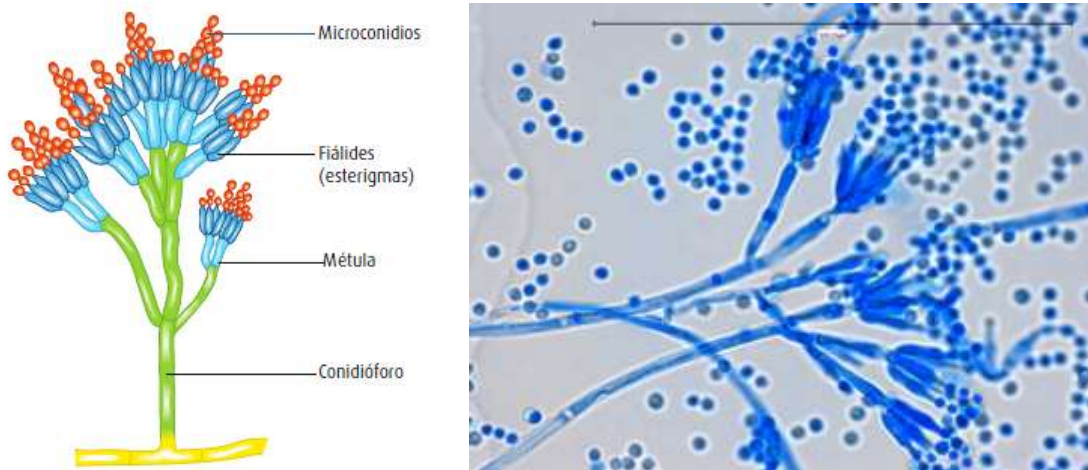 Microconidios
Fiálides
(esterigmas)
Métula
Conidióforo